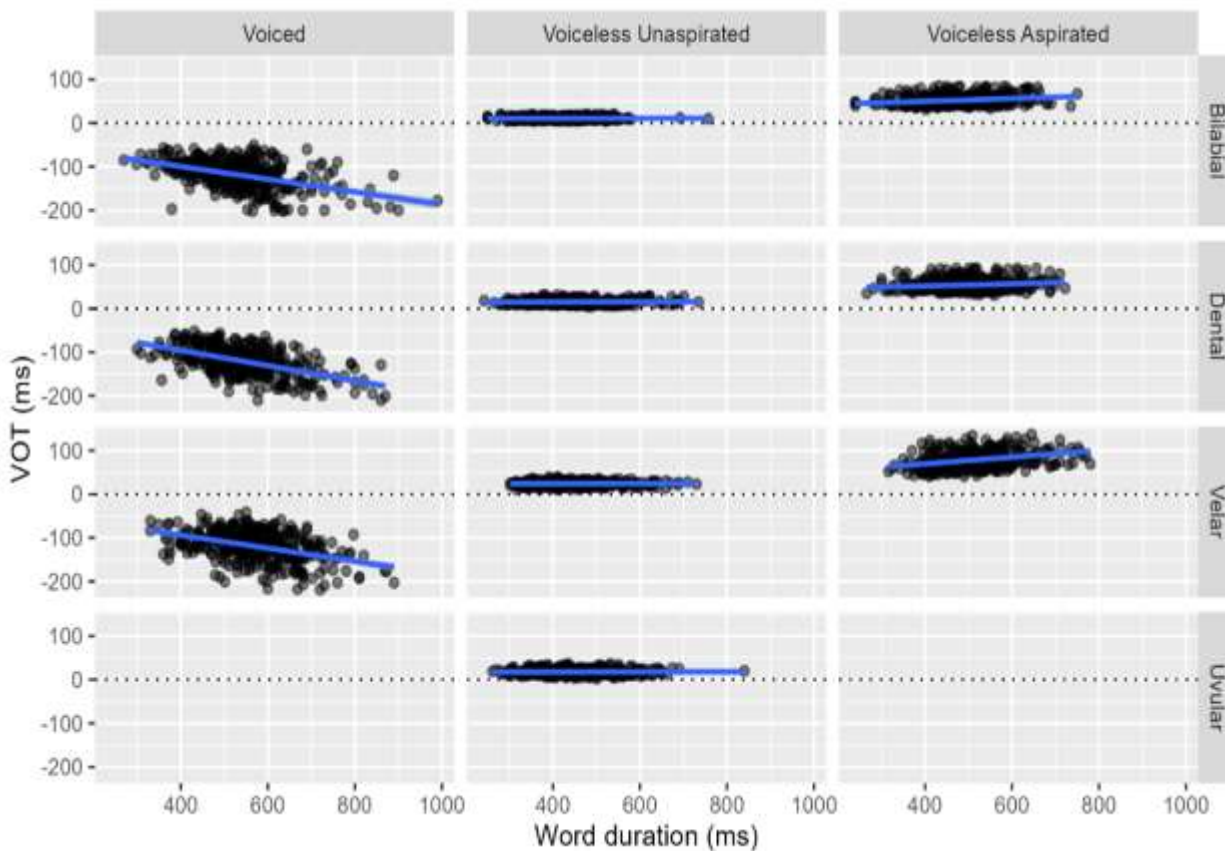 Voiced
Voiceless Unaspirated
Voiceless Aspirated
VOT (ms)
100
0
-100
-200
Biliabial
100
0
-100
-200
Dental
100
0
-100
-200
Velar
100
0
-100
-200
Uvular
400 600 800 1000
400 600 800 1000
400 600 800 1000
Word duration (ms)